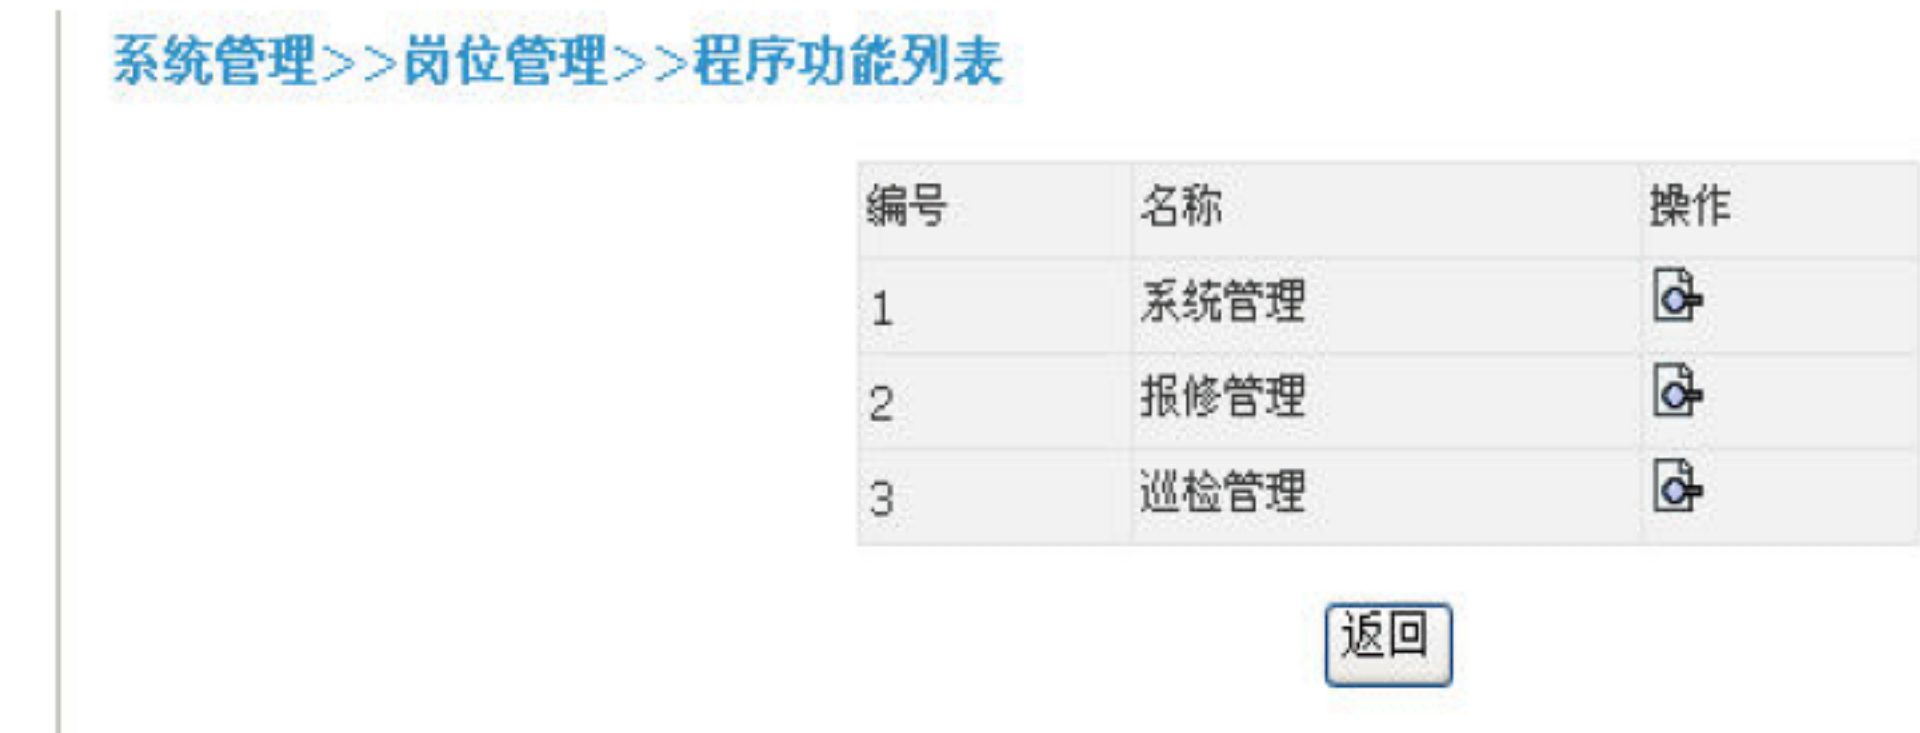 系统管理>>岗位管理>>程序功能列表
编号 名称 操作
1 系统管理
2 报修管理
3 巡检管理
返回